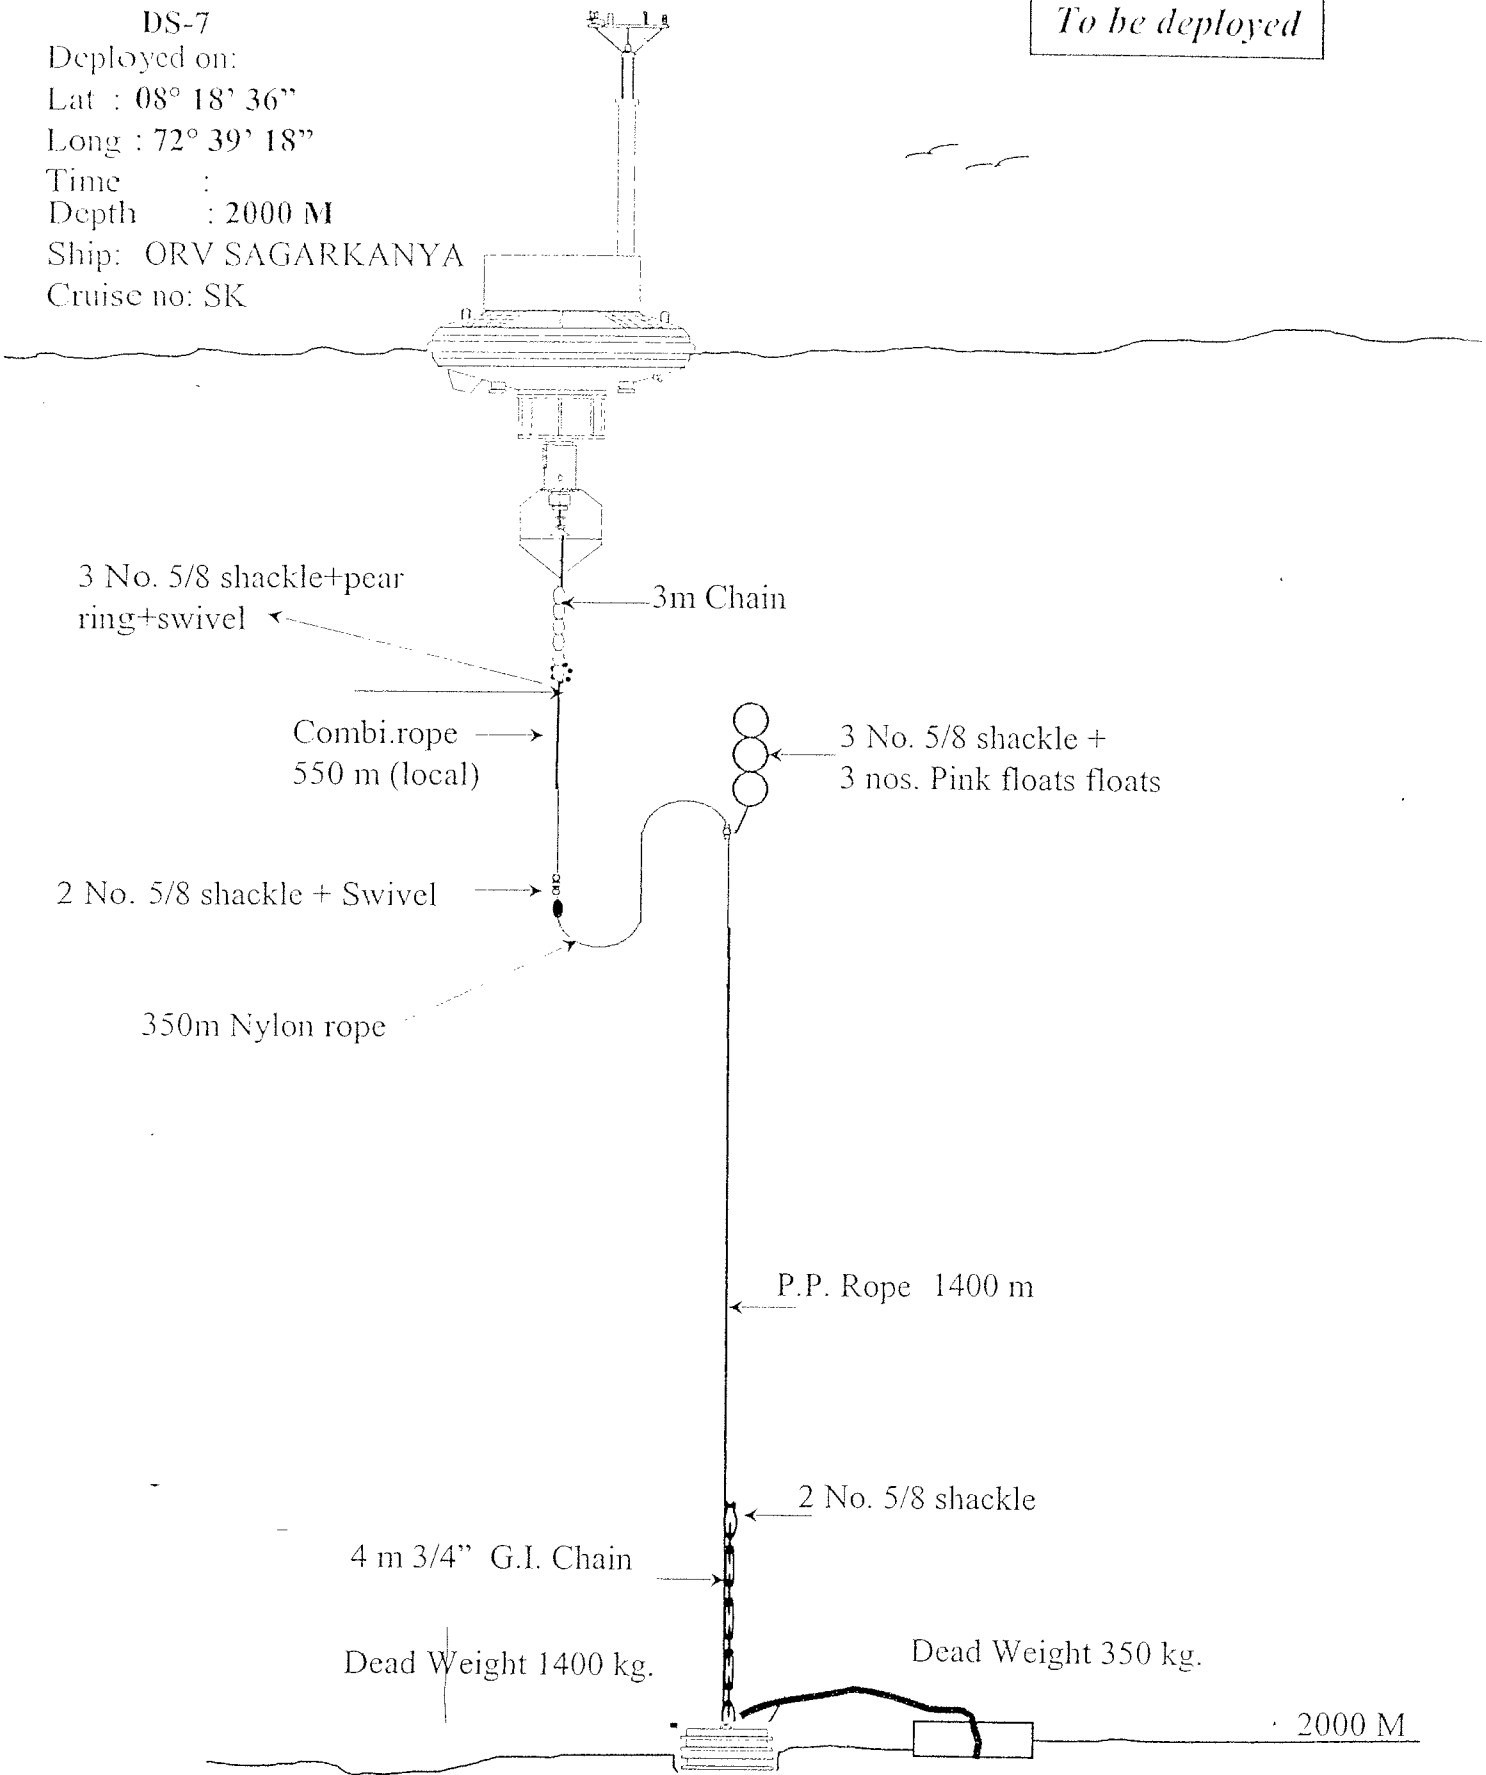 DS-7
To be deployed
Deployed on:
Lat : 08° 18’ 36”
Long : 72° 39’ 18”
Time :
Depth : 2000 M
Ship: ORV SAGARKANYA
Cruise no: SK
3 No. 5/8 shackle+pear
ring+swivel
3m Chain
Combi.rope
550 m (local)
3 No. 5/8 shackle +
3 nos. Pink floats floats
2 No. 5/8 shackle + Swivel
350m Nylon rope
P.P. Rope 1400 m
2 No. 5/8 shackle
4 m 3/4” G.I. Chain
Dead Weight 1400 kg.
Dead Weight 350 kg.
2000 M